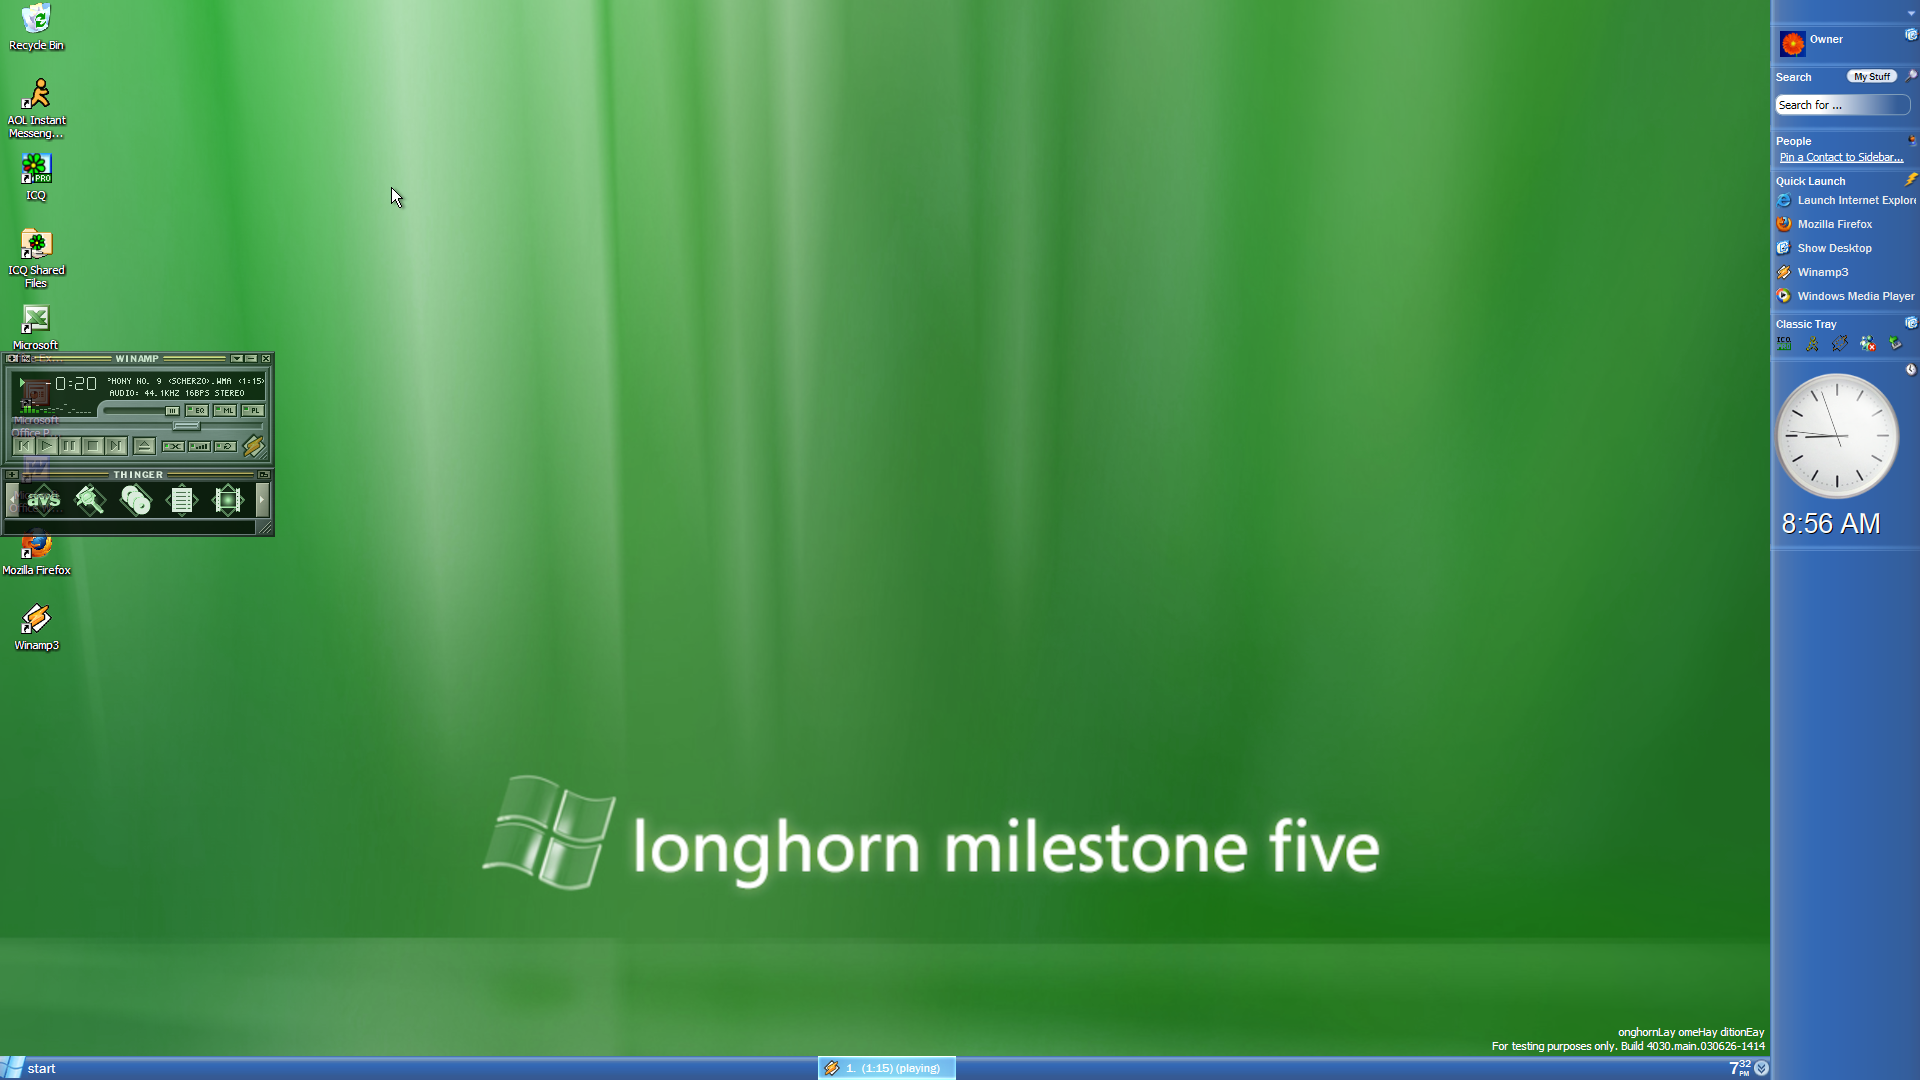 Recycle Bin
AOL Instant
Messeng...
ICQ
ICQ Shared
Files
Microsoft
WINAMP
-0:20
HONY NO. 9 <SCHERZO>.WMA <1:15>
AUDIO: 44.1KHZ 16BPS STEREO
EQ
ML
PL
Microsoft
Office P...
THINGER
avs
Mozilla Firefox
Winamp3
longhorn milestone five
onghornLay omeHay ditionEay
For testing purposes only. Build 4030.main.030626-1414
start
1. (1:15) (playing)
7 32 PM
Owner
Search
My Stuff
Search for ...
People
Pin a Contact to Sidebar...
Quick Launch
Launch Internet Explore
Mozilla Firefox
Show Desktop
Winamp3
Windows Media Player
Classic Tray
8:56 AM